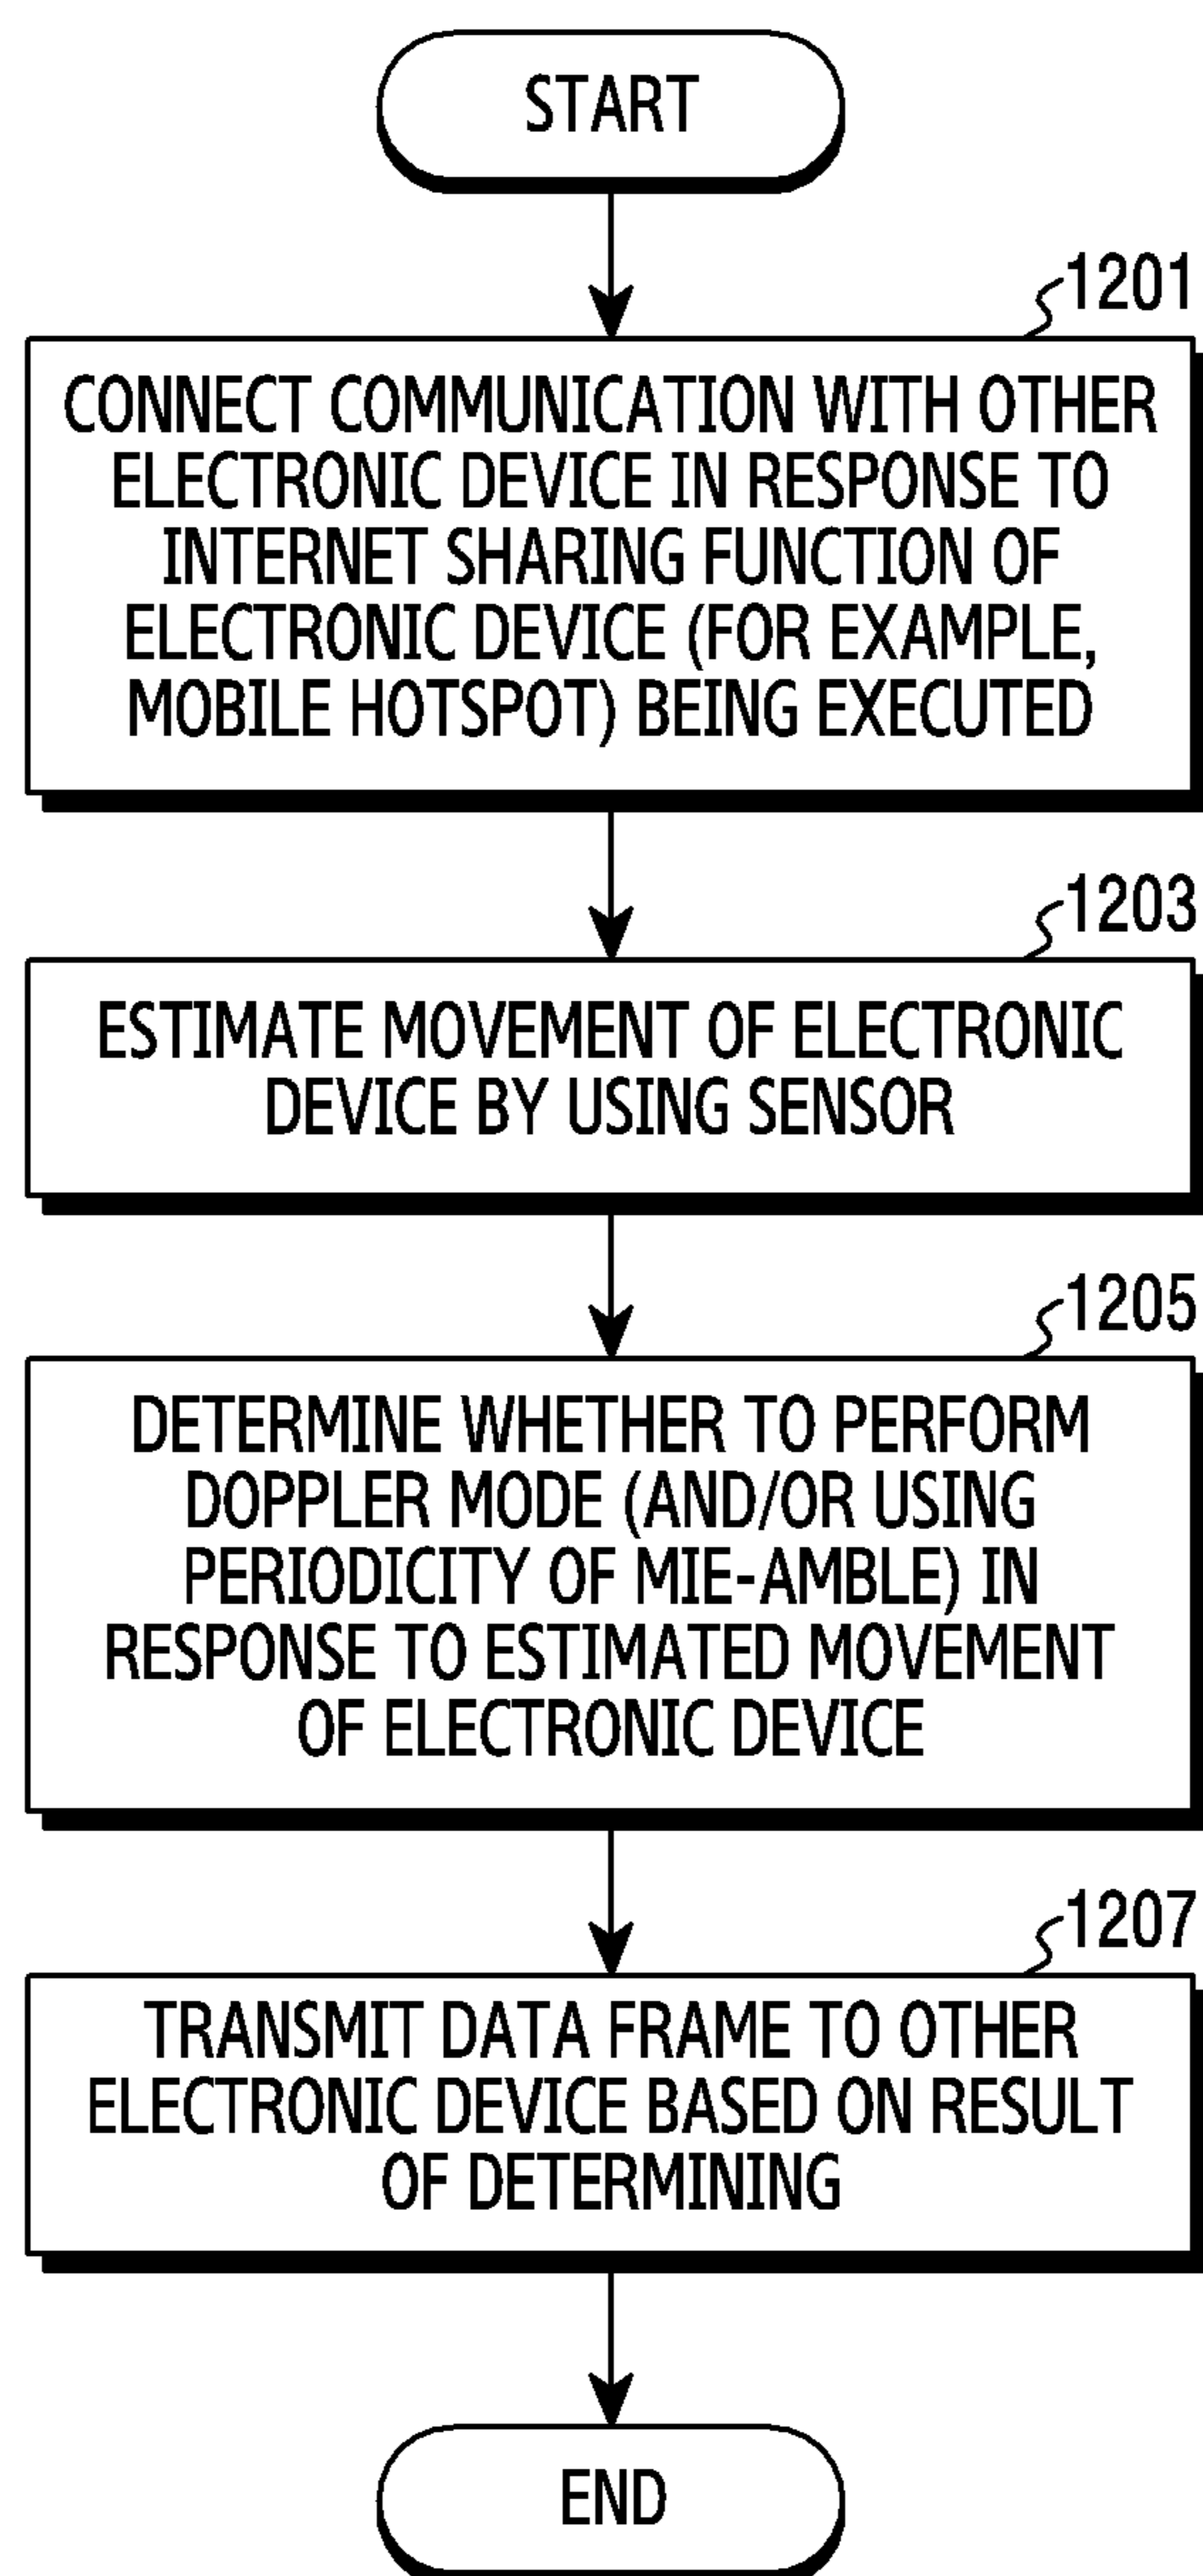 START
1201
CONNECT COMMUNICATION WITH OTHER
ELECTRONIC DEVICE IN RESPONSE TO
INTERNET SHARING FUNCTION OF
ELECTRONIC DEVICE (FOR EXAMPLE,
MOBILE HOTSPOT) BEING EXECUTED
1203
ESTIMATE MOVEMENT OF ELECTRONIC
DEVICE BY USING SENSOR
1205
DETERMINE WHETHER TO PERFORM
DOPPLER MODE (AND/OR USING
PERIODICITY OF MIE-AMBLE) IN
RESPONSE TO ESTIMATED MOVEMENT
OF ELECTRONIC DEVICE
1207
TRANSMIT DATA FRAME TO OTHER
ELECTRONIC DEVICE BASED ON RESULT
OF DETERMINING
END